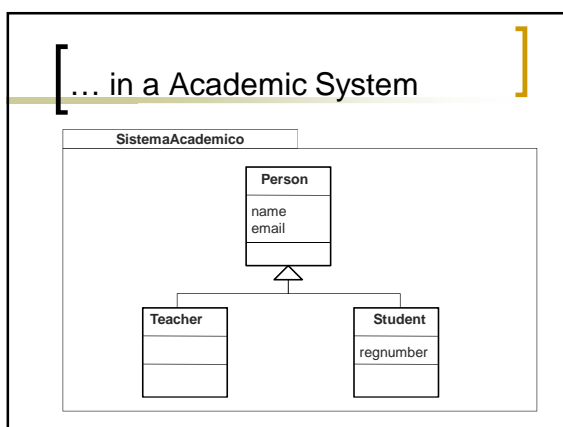 … in a Academic System
SistemaAcademico
Person
name
email
Teacher
Student
regnumber